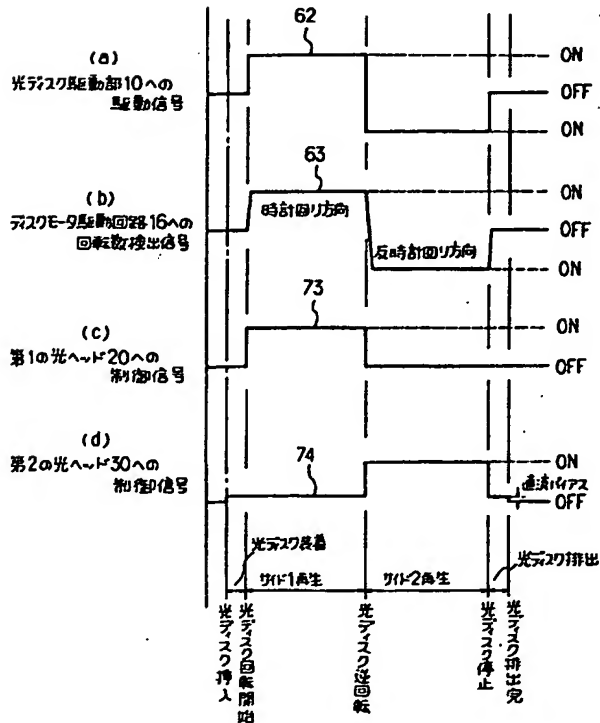 62
(a)
光ディスク駆動部10への
駆動信号
ON
OFF
ON
63
(b)
ディスクモータ駆動回路16への
回転数検出信号
時計回り方向
反時計回り方向
ON
OFF
ON
73
(c)
第1の光ヘッド20への
制御信号
ON
OFF
74
(d)
第2の光ヘッド30への
制御信号
ON
直流バイアス
OFF
光ディスク装着
サイド1再生
サイド2再生
光ディスク排出
光ディスク挿入
光ディスク回転開始
光ディスク逆回転
光ディスク停止
光ディスク排出完